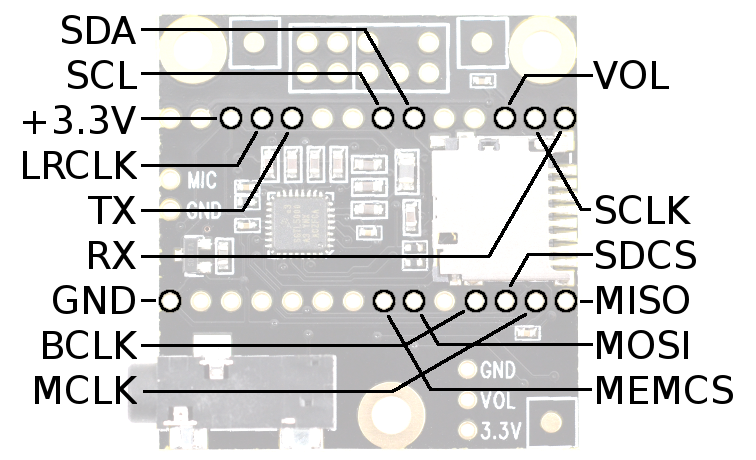 SDA
SCL
+3.3V
LRCLK
TX
RX
GND
BCLK
MCLK
VOL
SCLK
SDCS
MISO
MOSI
MEMCS
MIC
GND
GND
VOL
3.3V